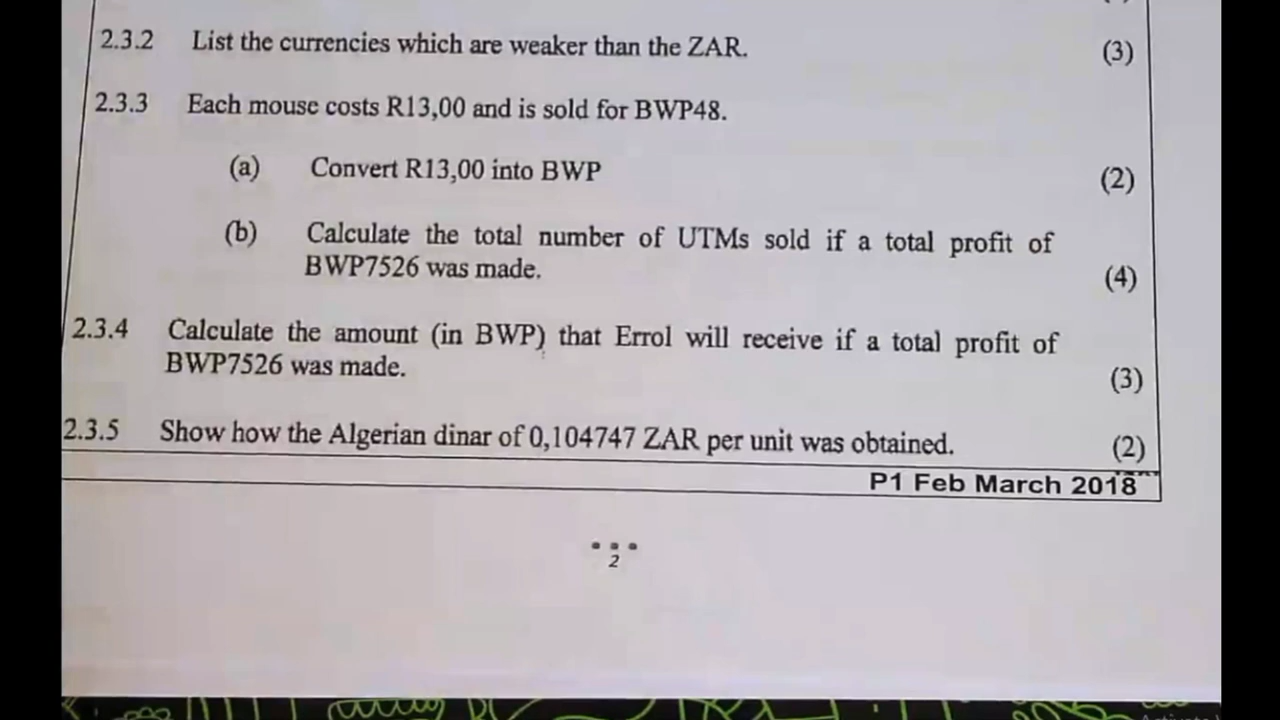 2.3.2 List the currencies which are weaker than the ZAR. (3)
2.3.3 Each mouse costs R13,00 and is sold for BWP48.
(a) Convert R13,00 into BWP (2)
(b) Calculate the total number of UTMs sold if a total profit of
BWP7526 was made. (4)
2.3.4 Calculate the amount (in BWP) that Errol will receive if a total profit of
BWP7526 was made. (3)
2.3.5 Show how the Algerian dinar of 0,104747 ZAR per unit was obtained. (2)
P1 Feb March 2018
2